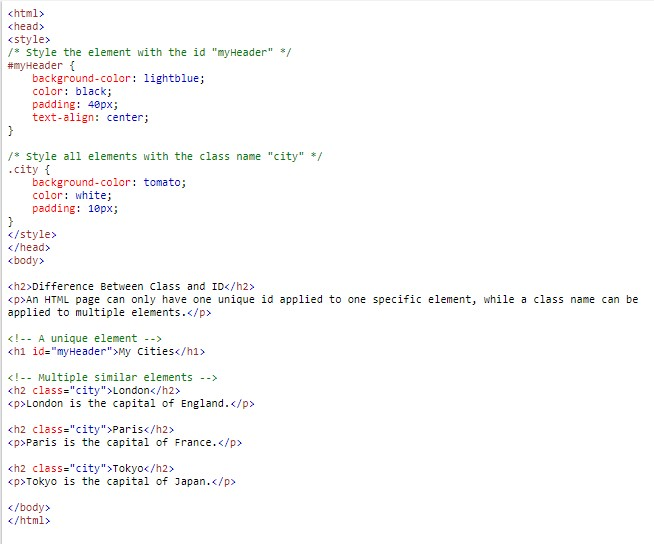 <html>
<head>
<style>
/* Style the element with the id "myHeader" */
#myHeader {
    background-color: lightblue;
    color: black;
    padding: 40px;
    text-align: center;
}

/* Style all elements with the class name "city" */
.city {
    background-color: tomato;
    color: white;
    padding: 10px;
}
</style>
</head>
<body>

<h2>Difference Between Class and ID</h2>
<p>An HTML page can only have one unique id applied to one specific element, while a class name can be
applied to multiple elements.</p>

<!-- A unique element -->
<h1 id="myHeader">My Cities</h1>

<!-- Multiple similar elements -->
<h2 class="city">London</h2>
<p>London is the capital of England.</p>

<h2 class="city">Paris</h2>
<p>Paris is the capital of France.</p>

<h2 class="city">Tokyo</h2>
<p>Tokyo is the capital of Japan.</p>

</body>
</html>